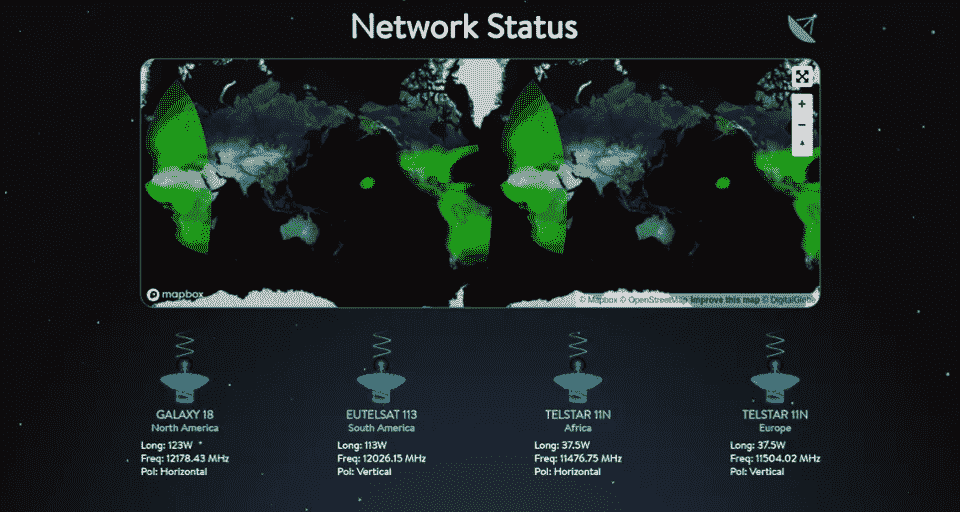 Network Status
+
−
mapbox
© Mapbox © OpenStreetMap Improve this map © DigitalGlobe
GALAXY 18
North America
Long: 123W
Freq: 12178.43 MHz
Pol: Horizontal
EUTELSAT 113
South America
Long: 113W
Freq: 12026.15 MHz
Pol: Vertical
TELSTAR 11N
Africa
Long: 37.5W
Freq: 11476.75 MHz
Pol: Horizontal
TELSTAR 11N
Europe
Long: 37.5W
Freq: 11504.02 MHz
Pol: Vertical